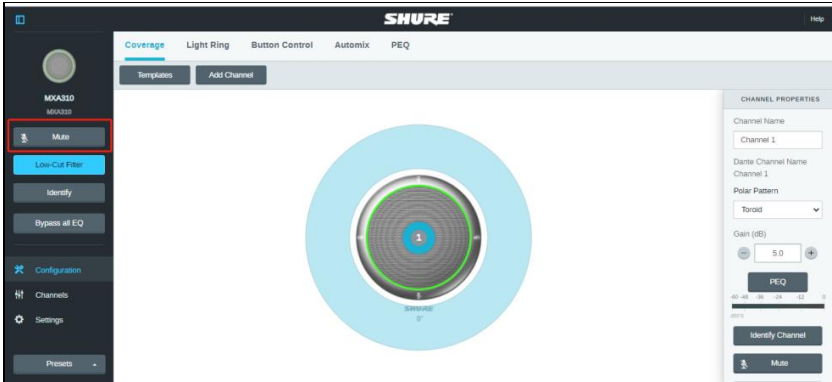 SHURE
Help
MXA310
MXA310
Mute
Low-Cut Filter
Identify
Bypass all EQ
Configuration
Channels
Settings
Presets
Coverage Light Ring Button Control Automix PEQ
Templates Add Channel
1
SHURE
0°
CHANNEL PROPERTIES
Channel Name
Channel 1
Dante Channel Name
Channel 1
Polar Pattern
Toroid
Gain (dB)
5.0
PEQ
-60 -48 -36 -24 -12 0
dBFS
Identify Channel
Mute